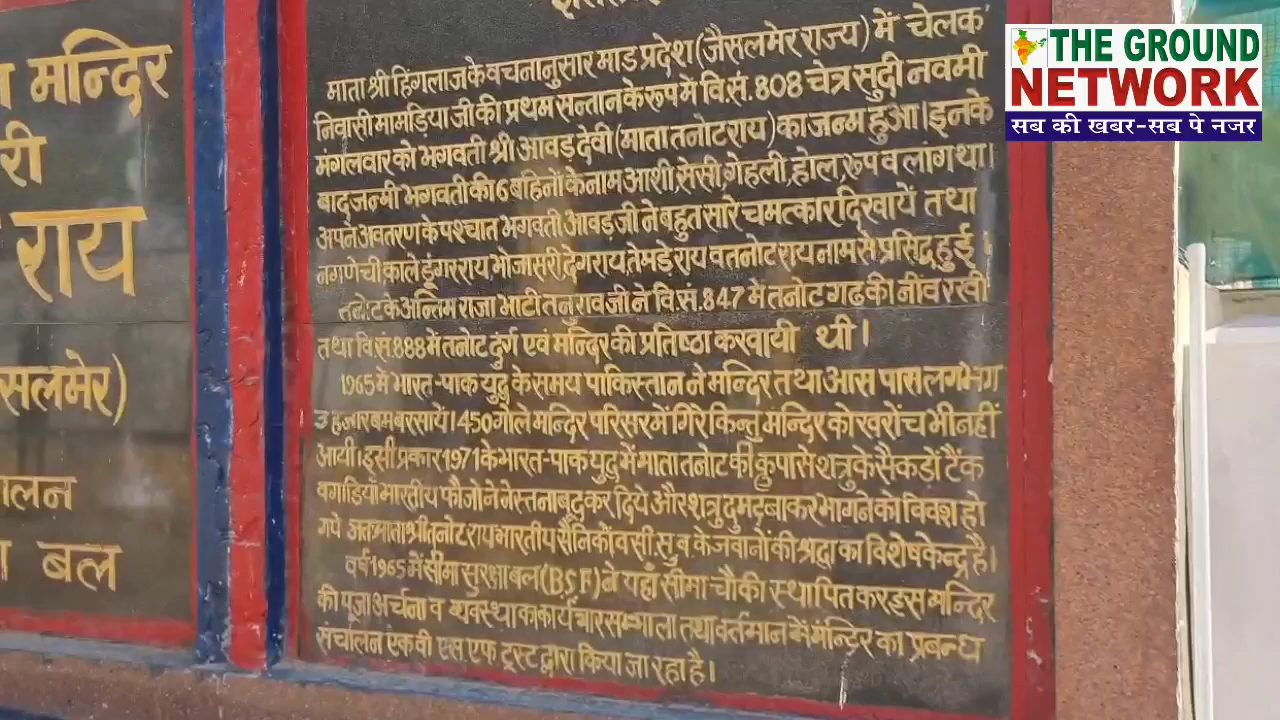 मन्दिर
री
राय
सलमेर)
बल
माता श्री हिंगलाज के वचनानुसार माड प्रदेश (जैसलमेर राज्य) में चेलक
निवासी मामड़िया जी की प्रथम सन्तान के रूप में वि.सं. 808 चेत्र सुदी नवमी
मंगलवार को भगवती श्री आवड़ देवी (माता तनोट राय) का जन्म हुआ। इनके
बाद जन्मी भगवती की 6 बहिनों के नाम आशी, सेसी, गेहली, होल, रूप व लांग था।
अपने अवतरण के पश्चात भगवती आवड़ जी ने बहुत सारे चमत्कार दिखायें तथा
नगणेची, काले डूंगरराय, भोजासरी, देगराय, तेमडेराय व तनोटराय नाम से प्रसिद्ध हुई।
तनोट के अन्तिम राजा भाटी तनुरावजी ने वि.सं. 847 में तनोट गढ की नींव रखी
तथा वि.सं. 888 में तनोट दुर्ग एवं मन्दिर की प्रतिष्ठा करवायी थी।
1965 में भारत-पाक युद्ध के समय पाकिस्तान ने मन्दिर तथा आस पास लगभग
3 हजार बम बरसायें। 450 गोले मन्दिर परिसर में गिरे किन्तु मन्दिर को खरोंच भी नहीं
आयी। इसी प्रकार 1971 के भारत-पाक युद्ध में माता तनोट की कृपा से शत्रु के सैकडों टैंक
व गाडियां भारतीय फौजो ने नेस्तनाबूद कर दिये और शत्रु दुम दबाकर भागने को विवश हो
गये अतः माता श्री तनोट राय भारतीय सैनिकों व सी.सु.ब के जवानो की श्रद्धा का विशेष केन्द्र है।
वर्ष 1965 में सीमा सुरक्षा बल (B.S.F) ने यहाँ सीमा चौकी स्थापित कर इस मन्दिर
की पूजा अर्चना व व्यवस्था का कार्यभार सम्भाला तथा वर्तमान में मन्दिर का प्रबन्ध
संचालन एक बी एस.एफ ट्रस्ट द्वारा किया जा रहा है।
THE GROUND
NETWORK
सब की खबर-सब पे नजर